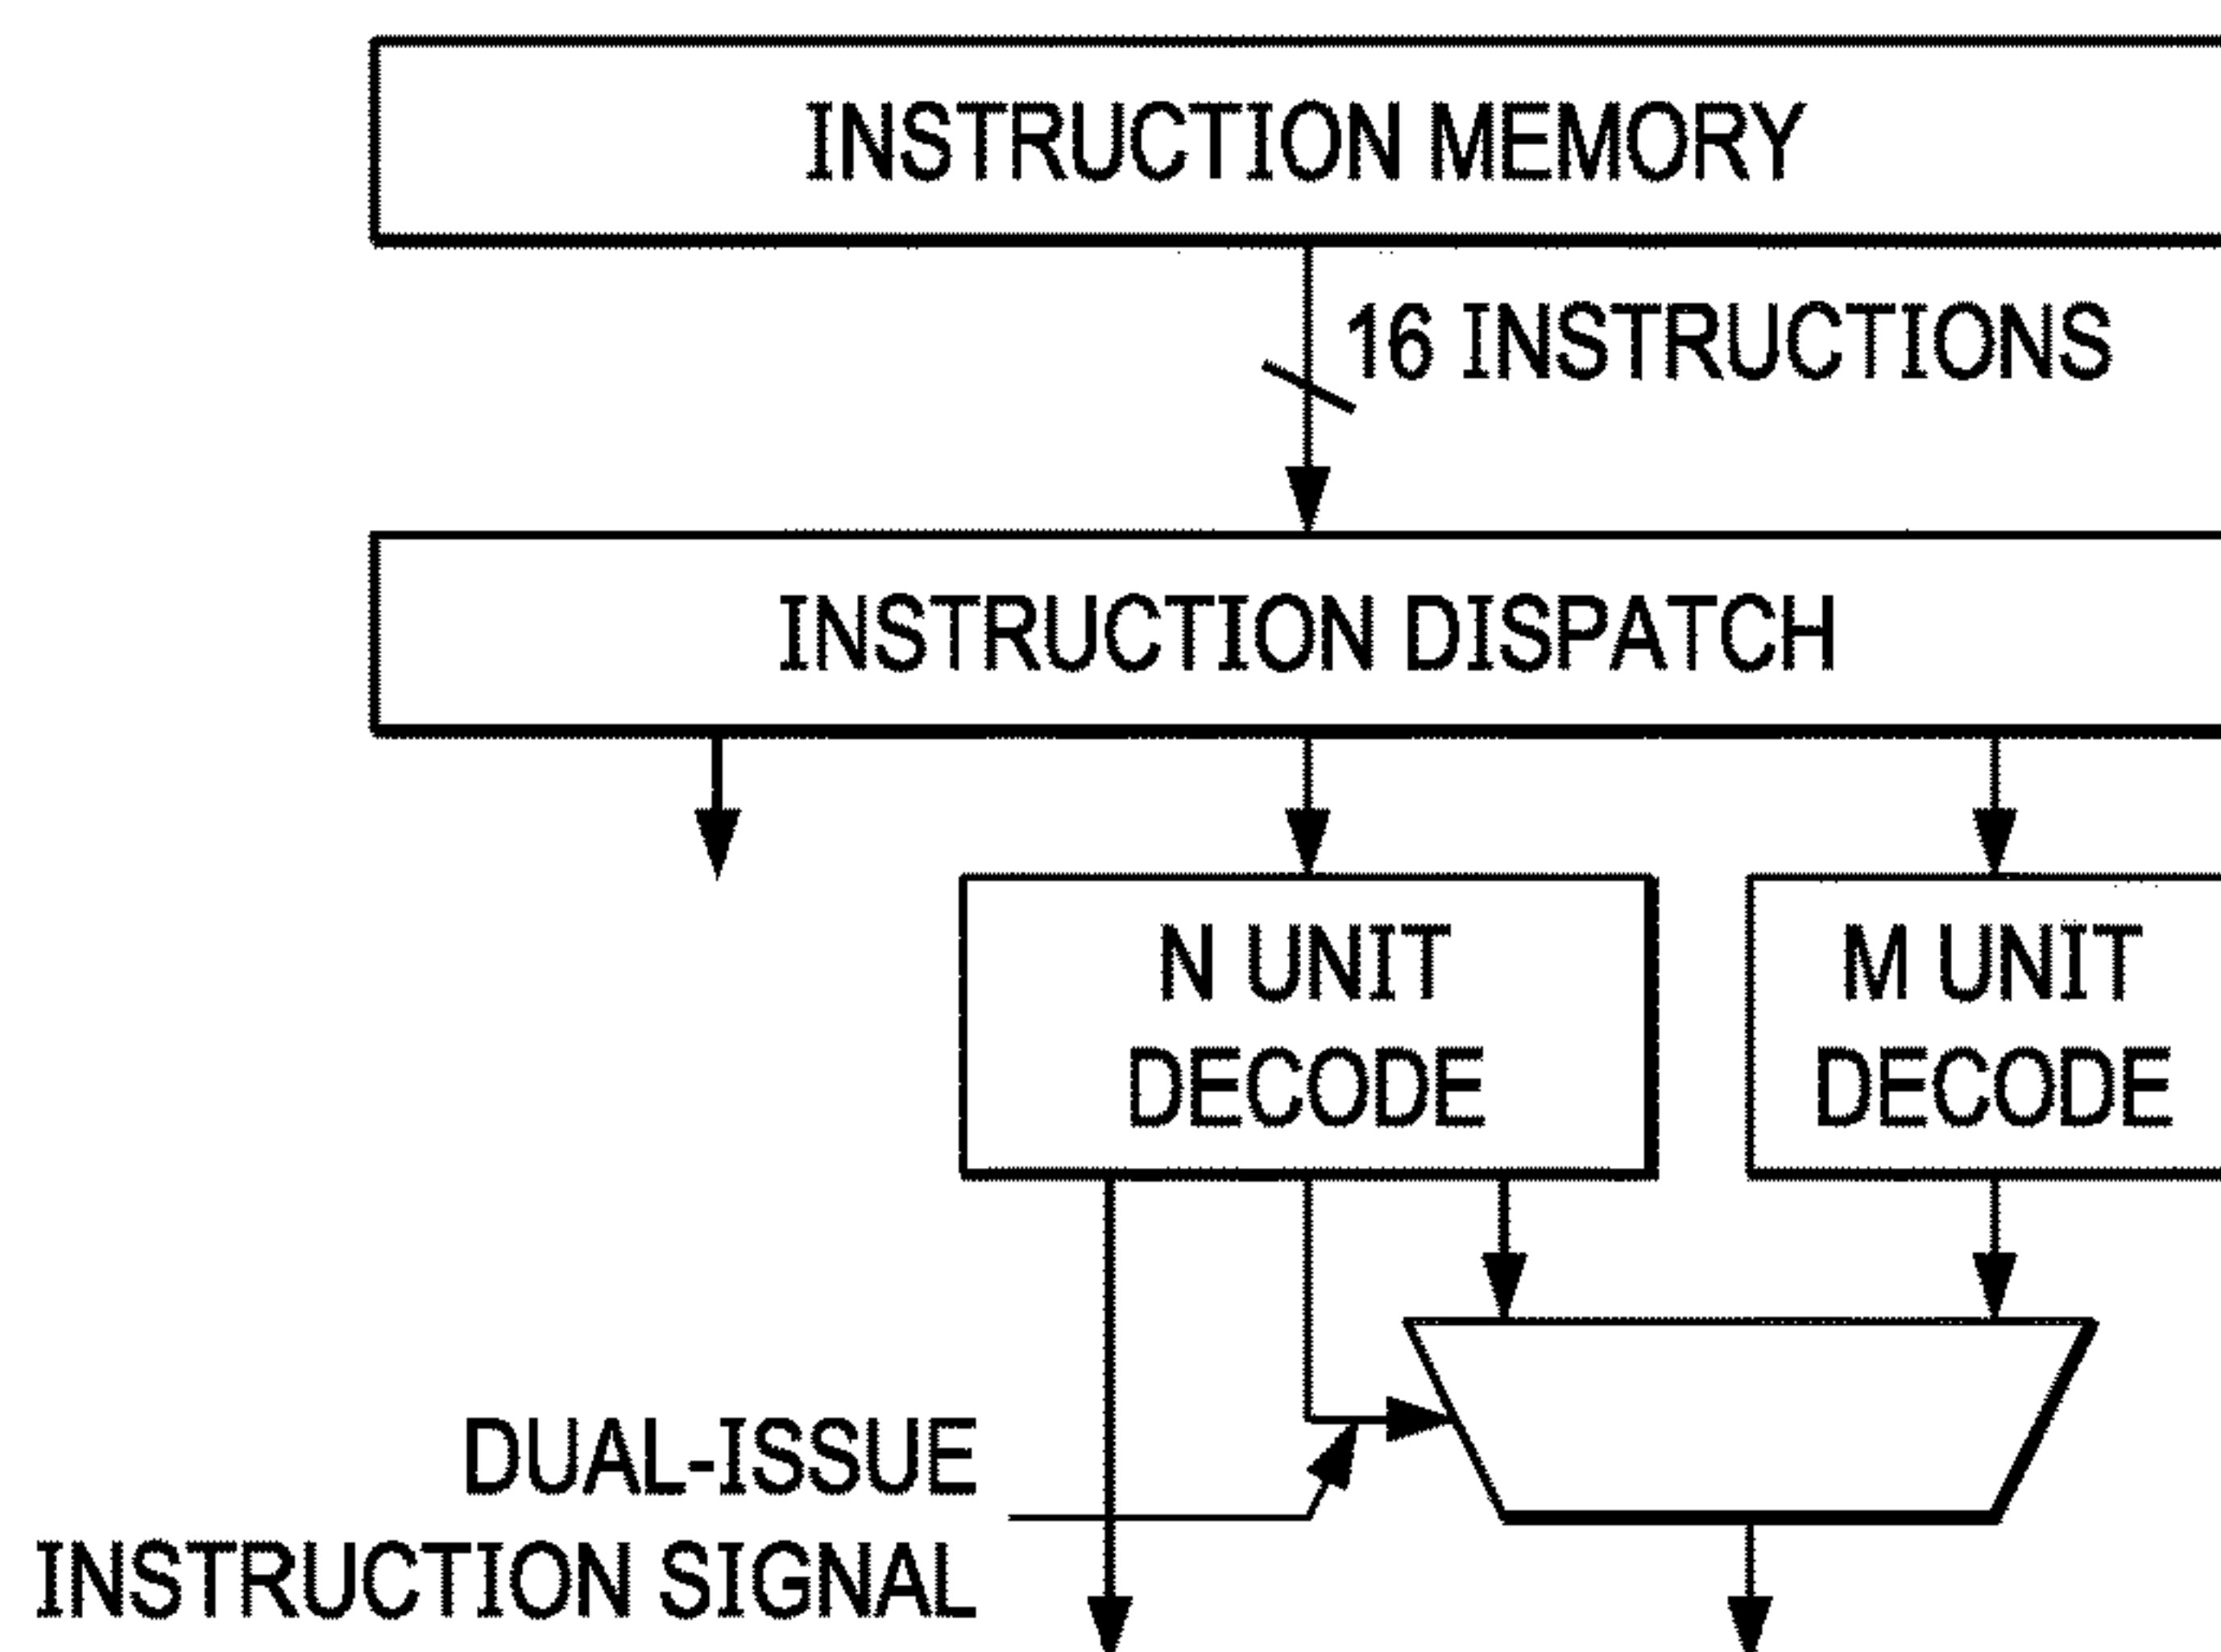 INSTRUCTION MEMORY
16 INSTRUCTIONS
INSTRUCTION DISPATCH
N UNIT
DECODE
M UNIT
DECODE
DUAL-ISSUE
INSTRUCTION SIGNAL